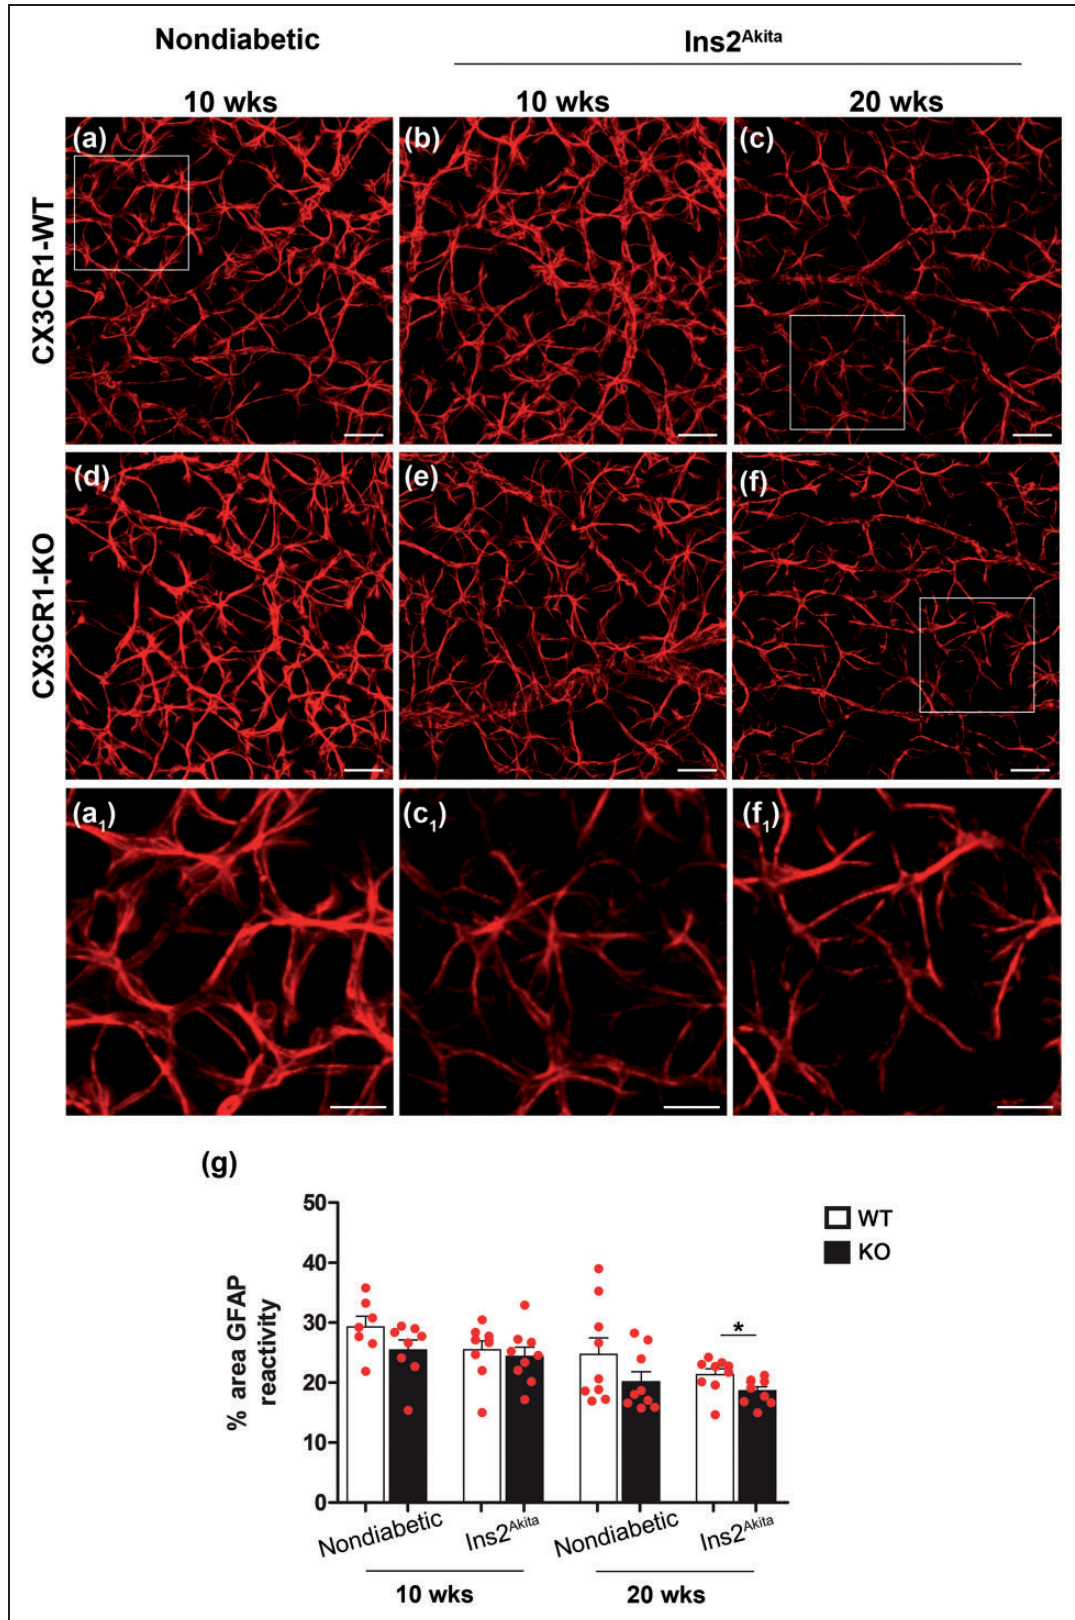 Nondiabetic
Ins2Akita
10 wks
10 wks
20 wks
CX3CR1-WT
(a)
(b)
(c)
CX3CR1-KO
(d)
(e)
(f)
(a1)
(c1)
(f1)
(g)
% area GFAP
reactivity
50
40
30
20
10
0
*
WT
KO
Nondiabetic
Ins2Akita
Nondiabetic
Ins2Akita
10 wks
20 wks